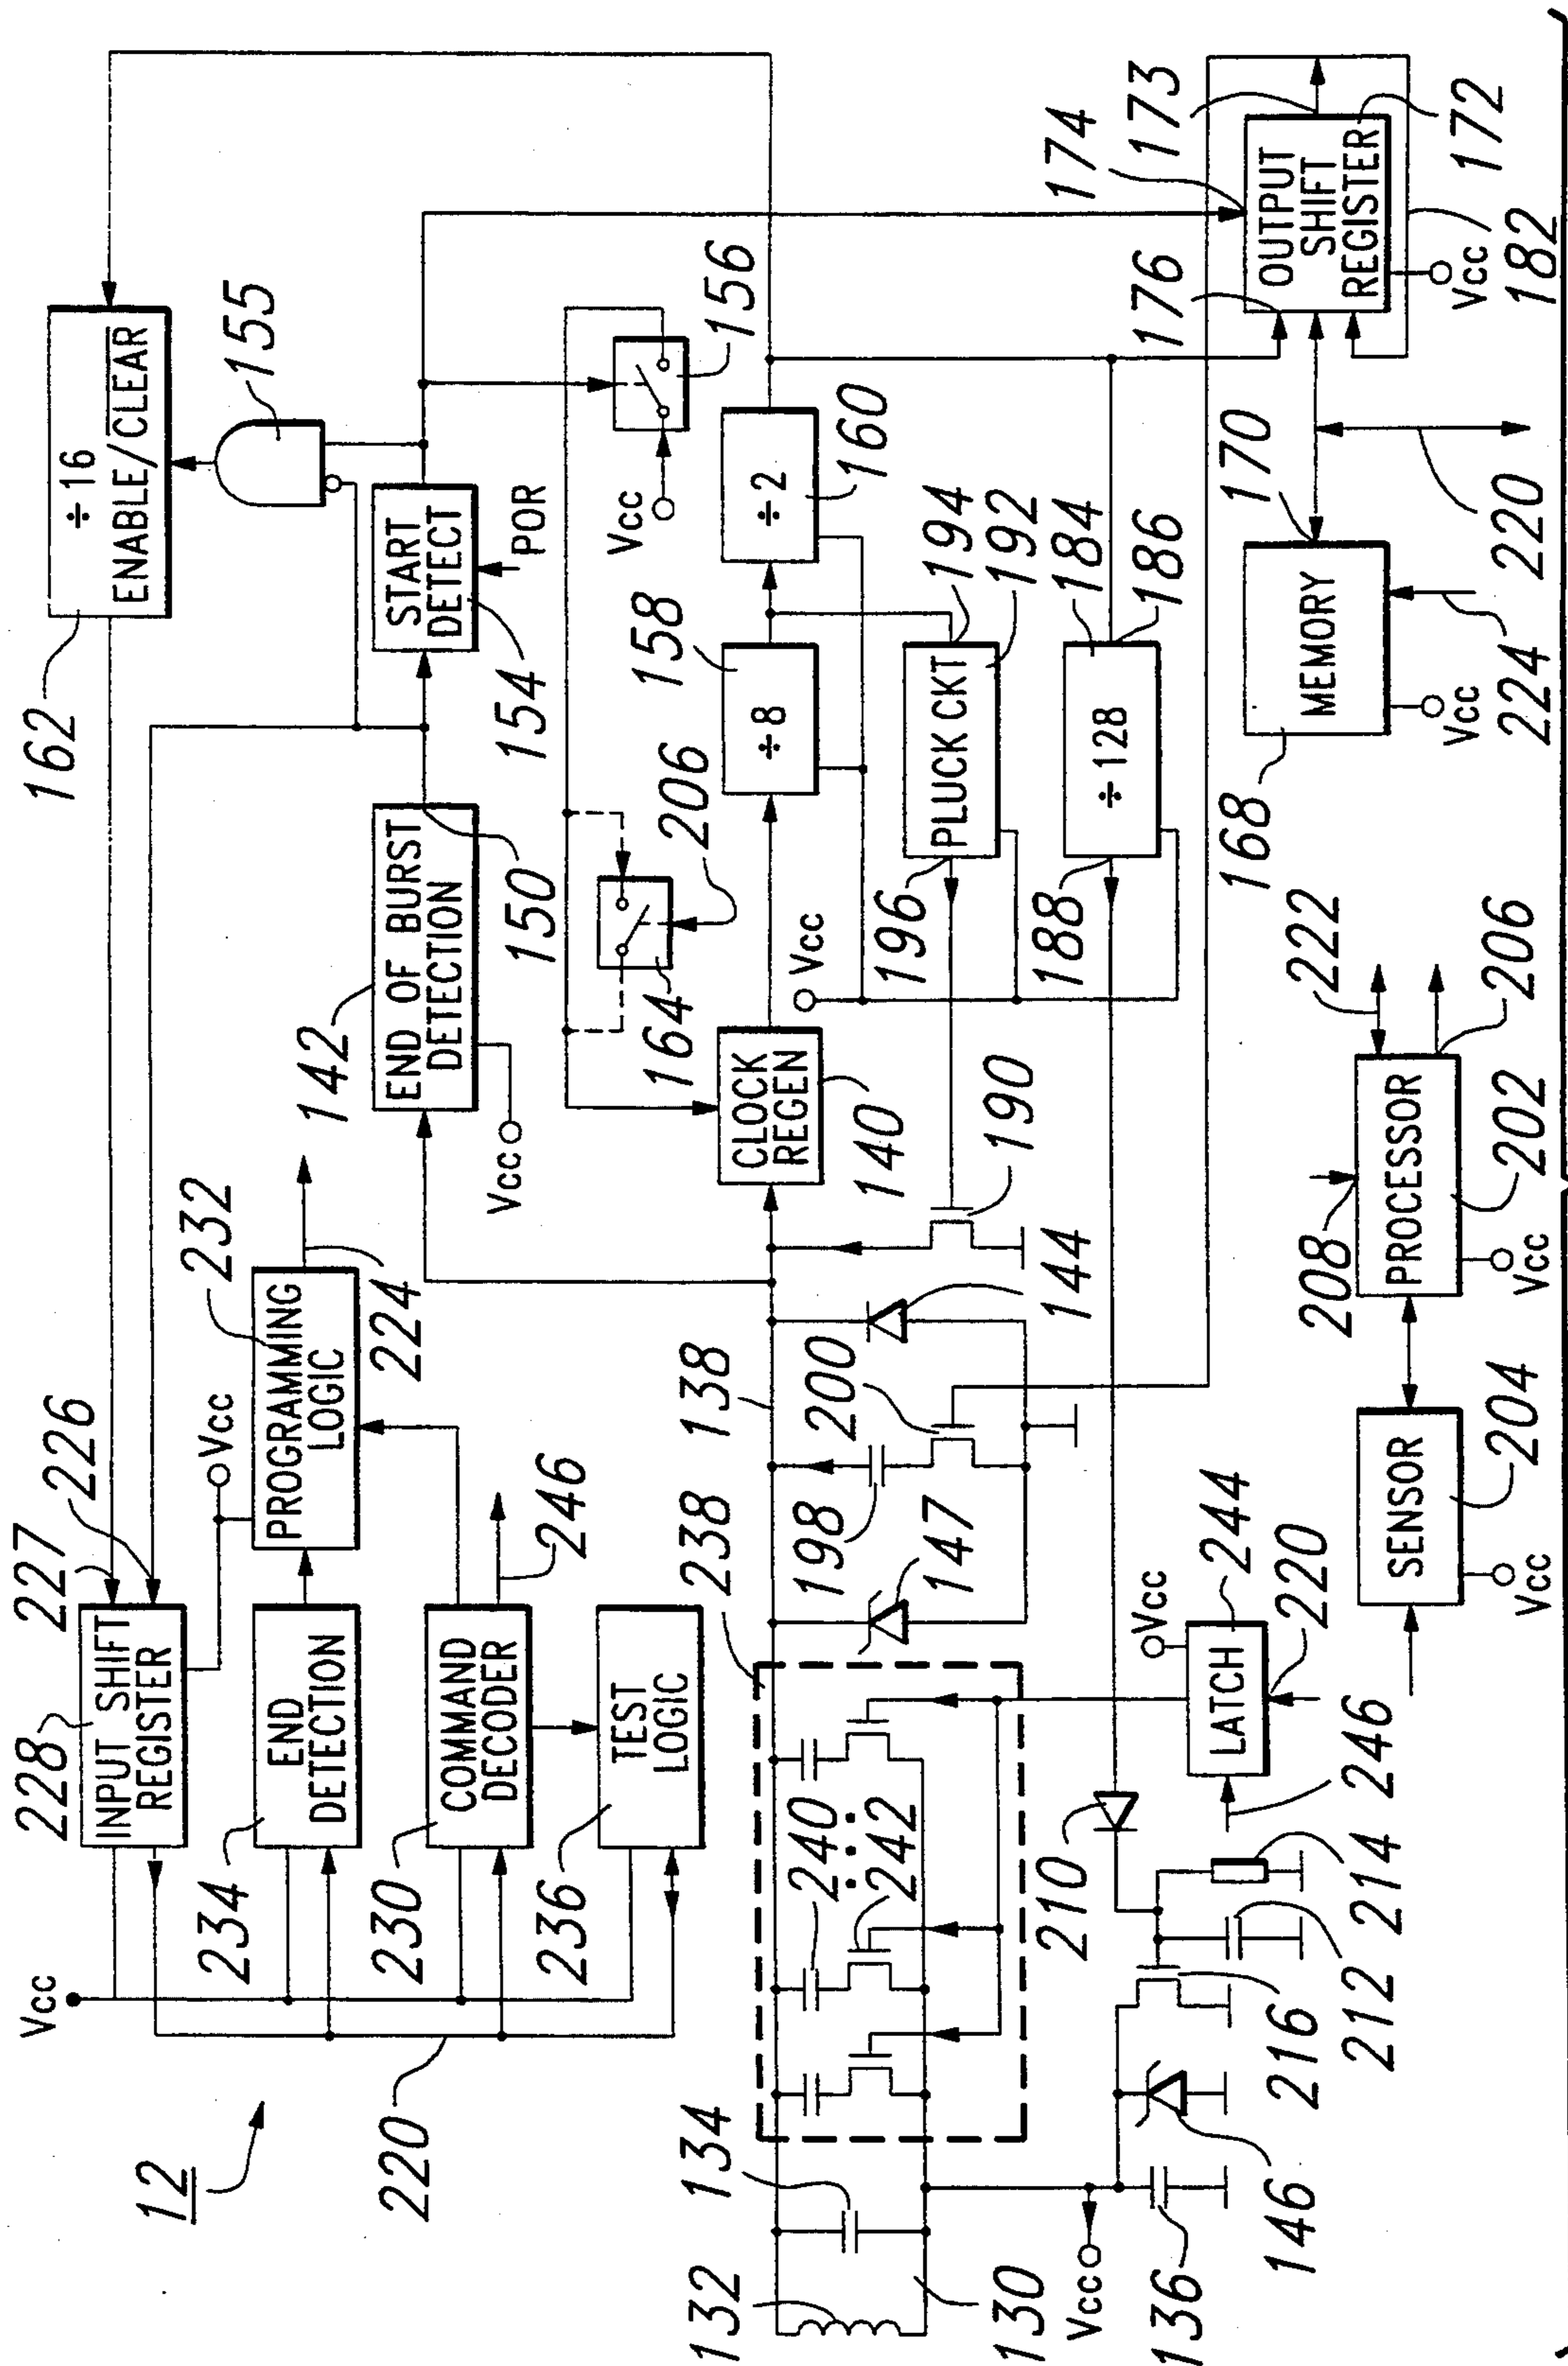 12
Vcc
220
228
INPUT SHIFT
REGISTER
227
226
Vcc
234
END
DETECTION
232
PROGRAMMING
LOGIC
224
230
COMMAND
DECODER
246
236
TEST
LOGIC
162
÷16
ENABLE/CLEAR
155
142
END OF BURST
DETECTION
150
Vcc
154
START
DETECT
POR
156
Vcc
164
206
CLOCK
REGEN
140
158
÷8
160
÷2
Vcc
196
PLUCK CKT
194
192
188
÷128
184
186
190
132
134
130
238
240
242
138
147
198
200
144
Vcc
136
146
216
212
214
210
246
LATCH
244
220
Vcc
SENSOR
204
Vcc
208
PROCESSOR
202
Vcc
222
206
168
MEMORY
170
Vcc
224
220
176
174
173
OUTPUT
SHIFT
REGISTER
172
Vcc
182